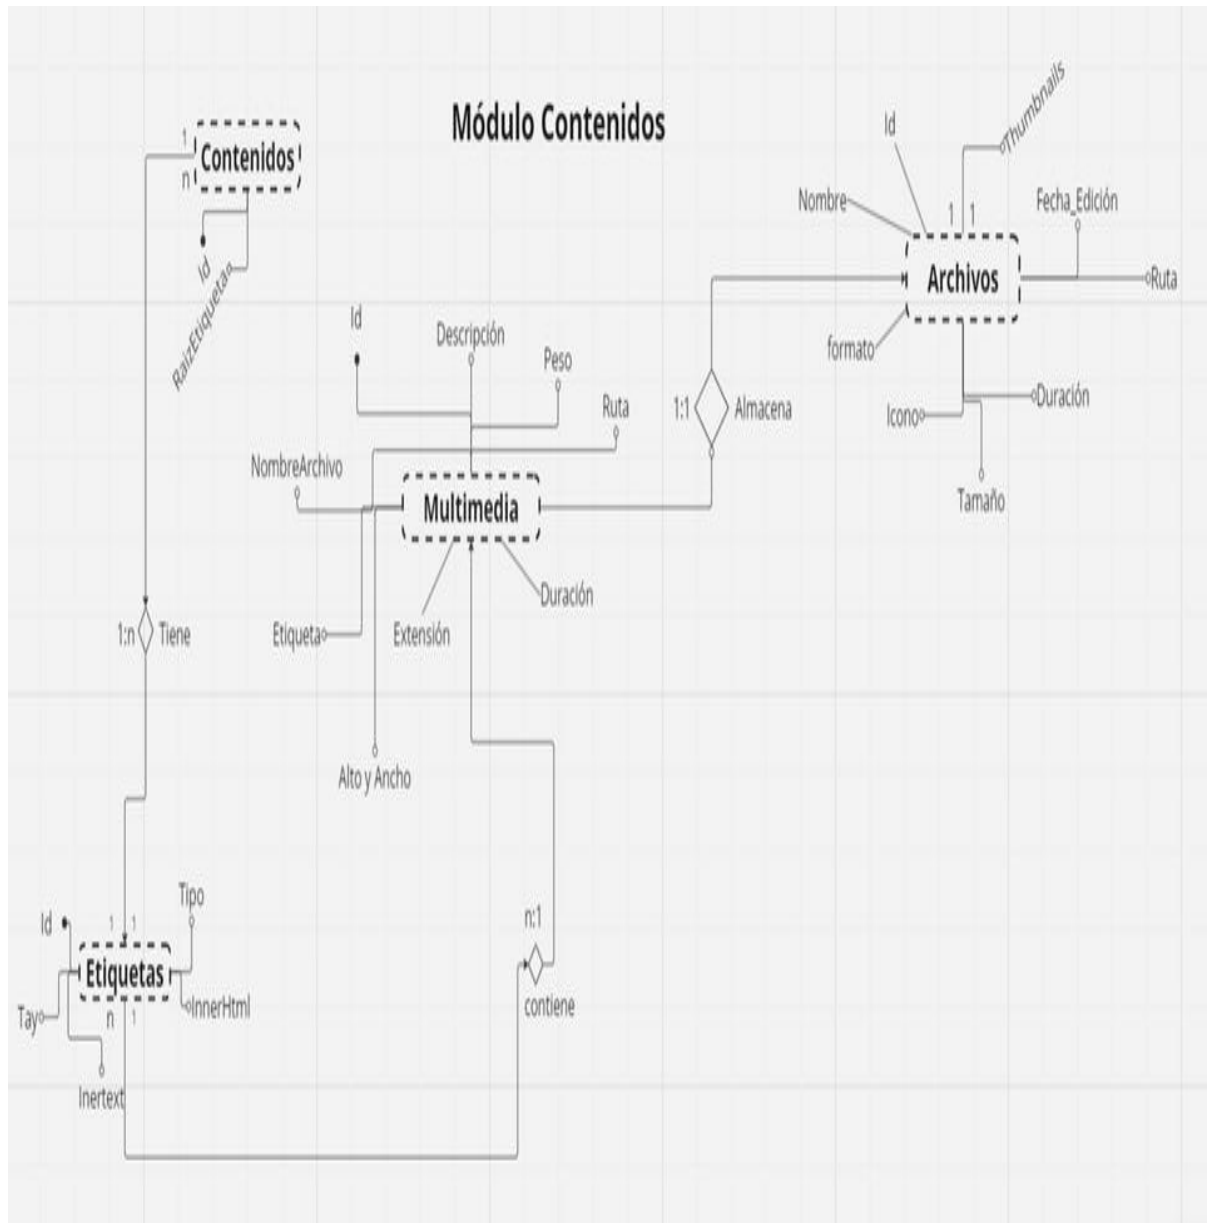 Módulo Contenidos
1
Contenidos
n
Id
RaizEtiqueta
Id
Thumbnails
Nombre
Fecha_Edición
1 1
Archivos
Ruta
formato
Duración
Icono
Tamaño
Id
Descripción
Peso
Ruta
NombreArchivo
1:1
Almacena
Multimedia
Duración
Etiqueta
Extensión
Alto y Ancho
1:n
Tiene
Tipo
Id
1 1
Etiquetas
InnerHtml
Tay
n 1
Inertext
n:1
contiene